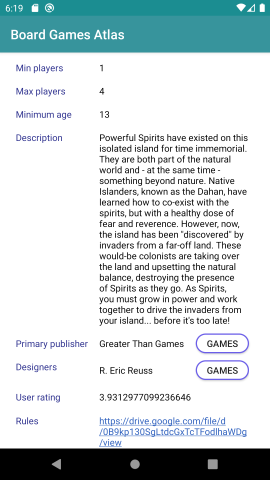 6:19
Board Games Atlas
Min players 1
Max players 4
Minimum age 13
Description Powerful Spirits have existed on this
isolated island for time immemorial.
They are both part of the natural
world and - at the same time -
something beyond nature. Native
Islanders, known as the Dahan, have
learned how to co-exist with the
spirits, but with a healthy dose of
fear and reverence. However, now,
the island has been "discovered" by
invaders from a far-off land. These
would-be colonists are taking over
the land and upsetting the natural
balance, destroying the presence
of Spirits as they go. As Spirits,
you must grow in power and work
together to drive the invaders from
your island... before it's too late!
Primary publisher Greater Than Games GAMES
Designers R. Eric Reuss GAMES
User rating 3.9312977099236646
Rules https://drive.google.com/file/d
/0B9kp130SgLtdcGxTcTFodlhaWDg
/view